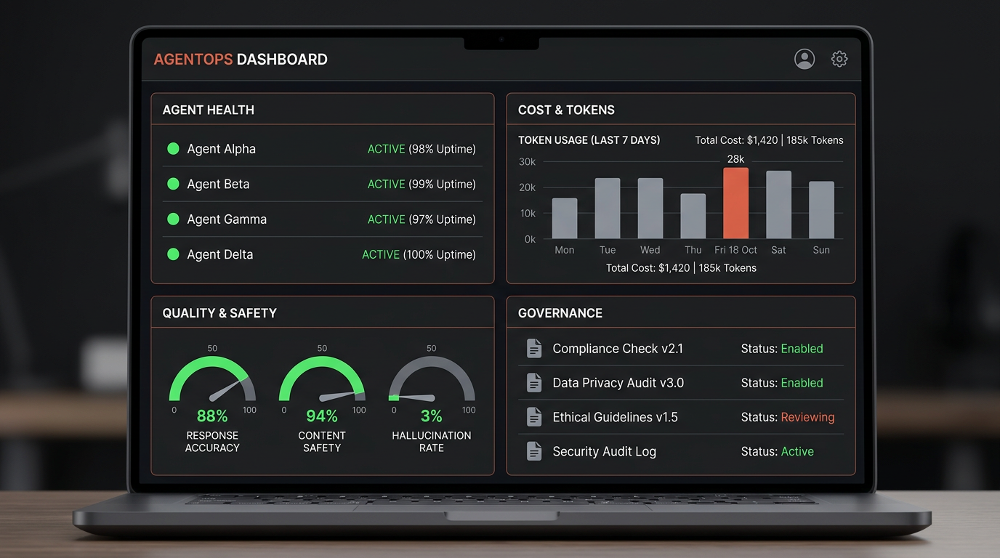 AGENTOPS DASHBOARD
AGENT HEALTH
Agent Alpha ACTIVE (98% Uptime)
Agent Beta ACTIVE (99% Uptime)
Agent Gamma ACTIVE (97% Uptime)
Agent Delta ACTIVE (100% Uptime)
COST & TOKENS
TOKEN USAGE (LAST 7 DAYS) Total Cost: $1,420 | 185k Tokens
28k
30k
20k
10k
0k
Mon Tue Wed Thu Fri 18 Oct Sat Sun
Total Cost: $1,420 | 185k Tokens
QUALITY & SAFETY
50
0 100
88%
RESPONSE
ACCURACY
50
0 100
94%
CONTENT
SAFETY
50
0 100
3%
HALLUCINATION
RATE
GOVERNANCE
Compliance Check v2.1 Status: Enabled
Data Privacy Audit v3.0 Status: Enabled
Ethical Guidelines v1.5 Status: Reviewing
Security Audit Log Status: Active